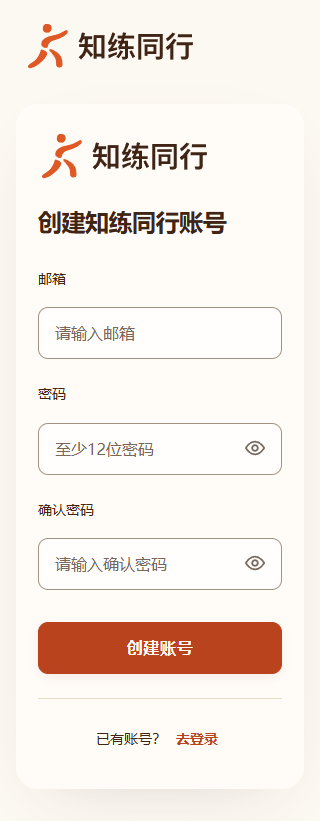 知练同行
知练同行
创建知练同行账号
邮箱
请输入邮箱
密码
至少12位密码
确认密码
请输入确认密码
创建账号
已有账号? 去登录